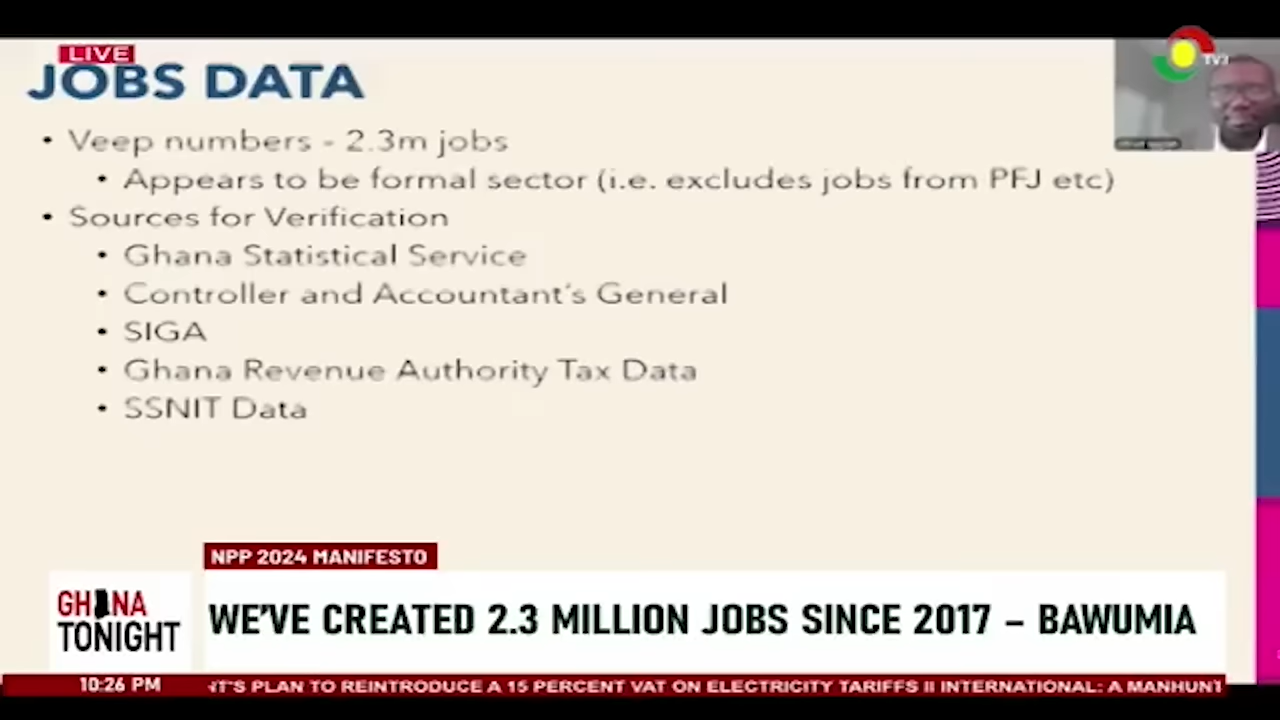 LIVE
JOBS DATA
TV3
• Veep numbers - 2.3m jobs
• Appears to be formal sector (i.e. excludes jobs from PFJ etc)
• Sources for Verification
• Ghana Statistical Service
• Controller and Accountant's General
• SIGA
• Ghana Revenue Authority Tax Data
• SSNIT Data
NPP 2024 MANIFESTO
GHANA
TONIGHT
WE'VE CREATED 2.3 MILLION JOBS SINCE 2017 – BAWUMIA
10:26 PM
NT'S PLAN TO REINTRODUCE A 15 PERCENT VAT ON ELECTRICITY TARIFFS II INTERNATIONAL: A MANHUNT